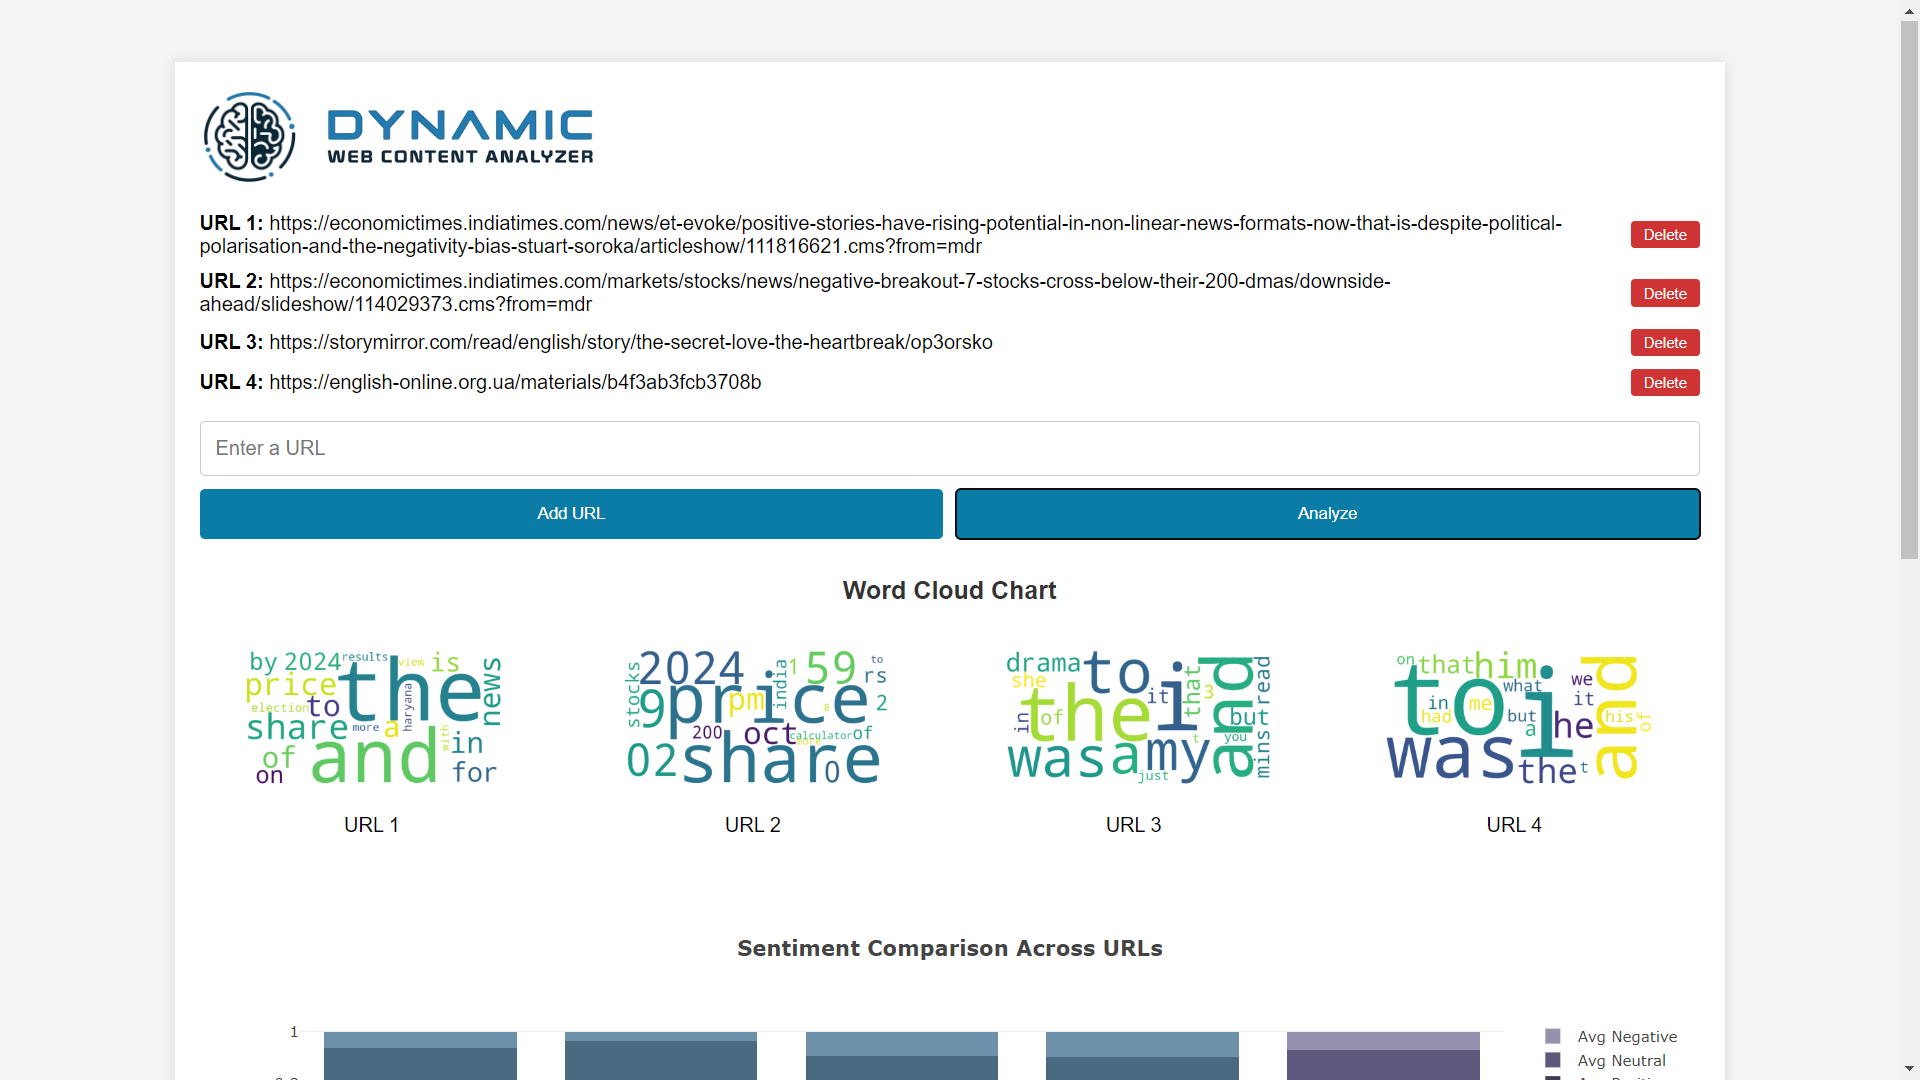 DYNAMIC
WEB CONTENT ANALYZER
URL 1: https://economictimes.indiatimes.com/news/et-evoke/positive-stories-have-rising-potential-in-non-linear-news-formats-now-that-is-despite-political-
polarisation-and-the-negativity-bias-stuart-soroka/articleshow/111816621.cms?from=mdr
Delete
URL 2: https://economictimes.indiatimes.com/markets/stocks/news/negative-breakout-7-stocks-cross-below-their-200-dmas/downside-
ahead/slideshow/114029373.cms?from=mdr
Delete
URL 3: https://storymirror.com/read/english/story/the-secret-love-the-heartbreak/op3orsko
Delete
URL 4: https://english-online.org.ua/materials/b4f3ab3fcb3708b
Delete
Enter a URL
Add URL
Analyze
Word Cloud Chart
by 2024 results view is
price the news
election to haryana
share more a with in
of and for
on
stocks 2024 india 1 59 to
9 price pm rs
8 2
200 oct calculator of
more
02 share 0
drama to i that and read
she the it 3
in of but
was a my t you mins
just
on that him and
to i what we
in me it
had but a he his of
was the t
URL 1
URL 2
URL 3
URL 4
Sentiment Comparison Across URLs
1
Avg Negative
Avg Neutral